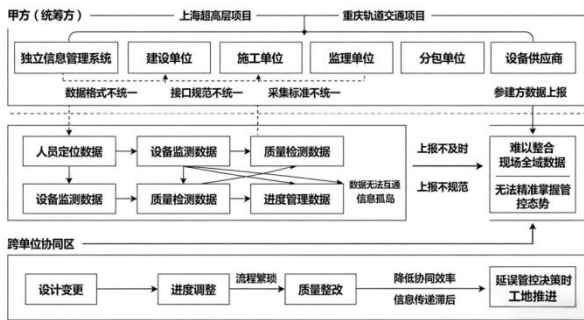 甲方（统筹方）
上海超高层项目
重庆轨道交通项目
独立信息管理系统
建设单位
施工单位
监理单位
分包单位
设备供应商
数据格式不统一
接口规范不统一
采集标准不统一
参建方数据上报
人员定位数据
设备监测数据
质量检测数据
上报不及时
难以整合
现场全域数据
数据无法互通
信息孤岛
设备监测数据
质量检测数据
进度管理数据
上报不规范
无法精准掌握管
控态势
跨单位协同区
设计变更
进度调整
流程繁琐
质量整改
降低协同效率
信息传递滞后
延误管控决策时
工地推进